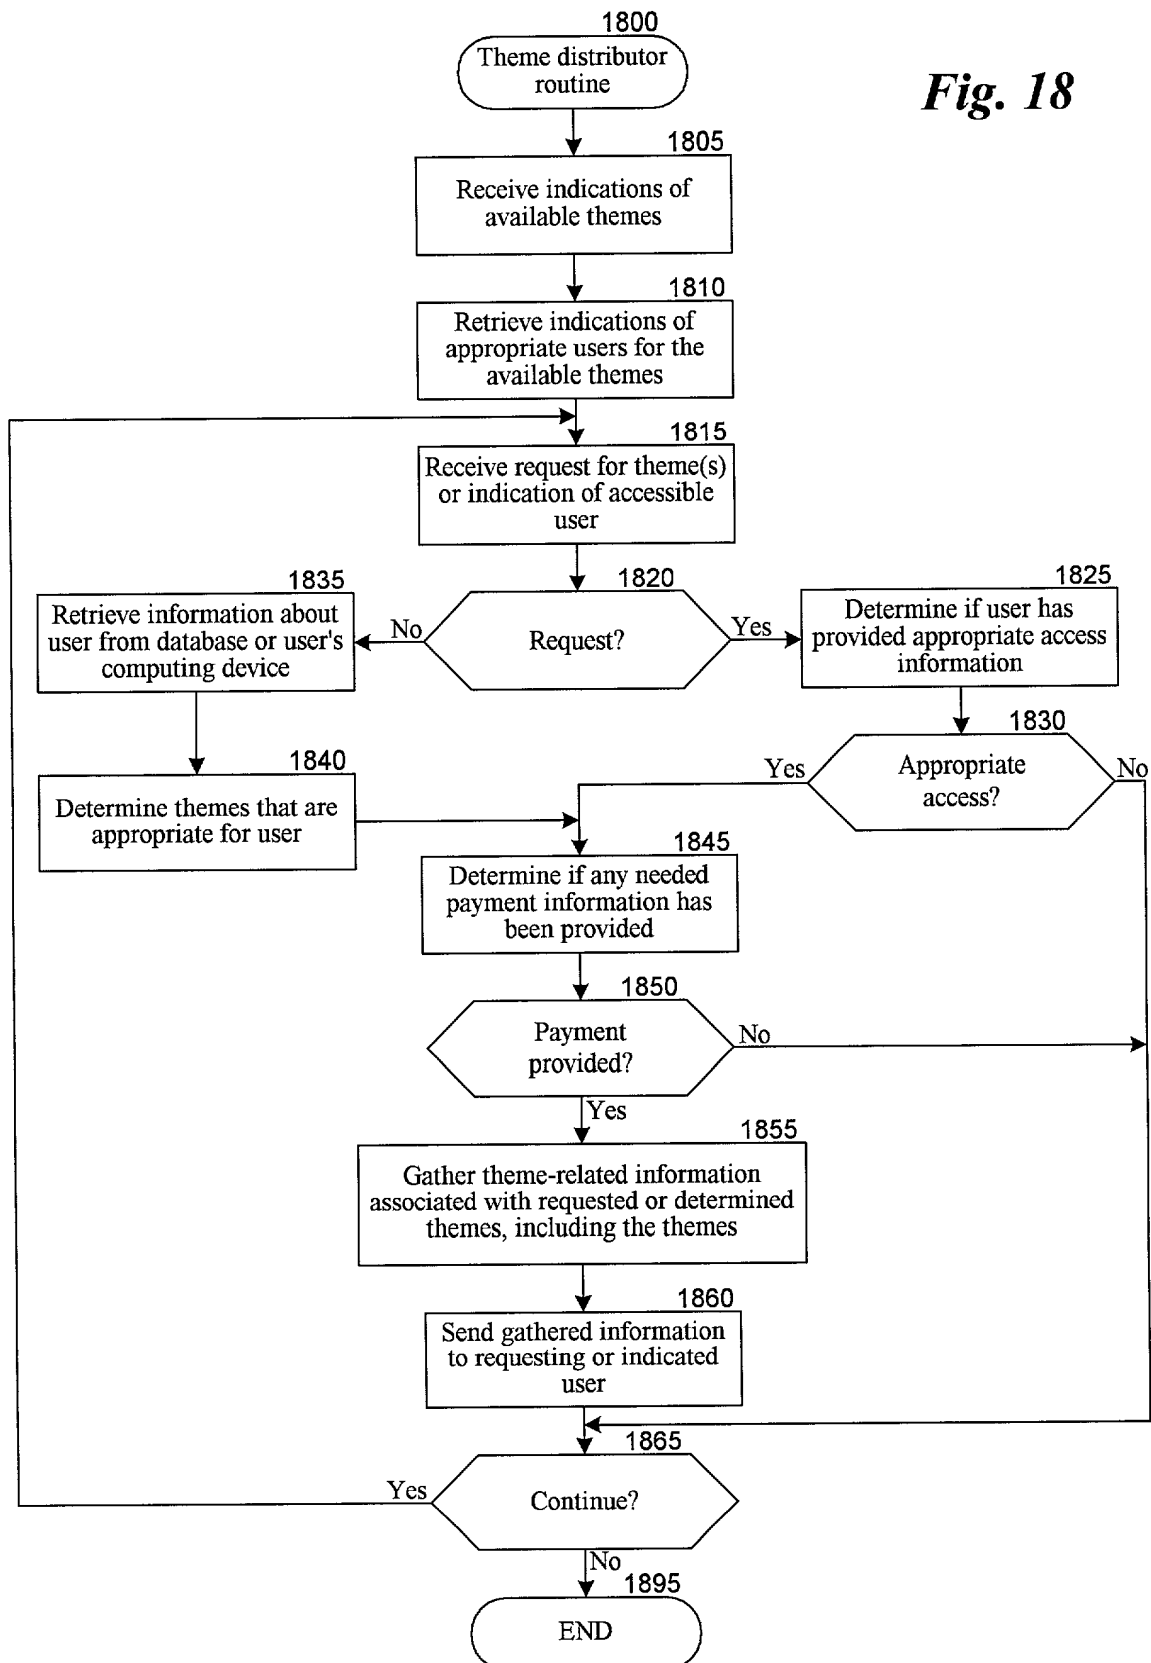 1800
Theme distributor
routine
Fig. 18
1805
Receive indications of
available themes
1810
Retrieve indications of
appropriate users for the
available themes
1815
Receive request for theme(s)
or indication of accessible
user
1820
Request?
No
Yes
1835
Retrieve information about
user from database or user's
computing device
1825
Determine if user has
provided appropriate access
information
1830
Appropriate
access?
Yes
No
1840
Determine themes that are
appropriate for user
1845
Determine if any needed
payment information has
been provided
1850
Payment
provided?
No
Yes
1855
Gather theme-related information
associated with requested or determined
themes, including the themes
1860
Send gathered information
to requesting or indicated
user
1865
Continue?
Yes
No
1895
END